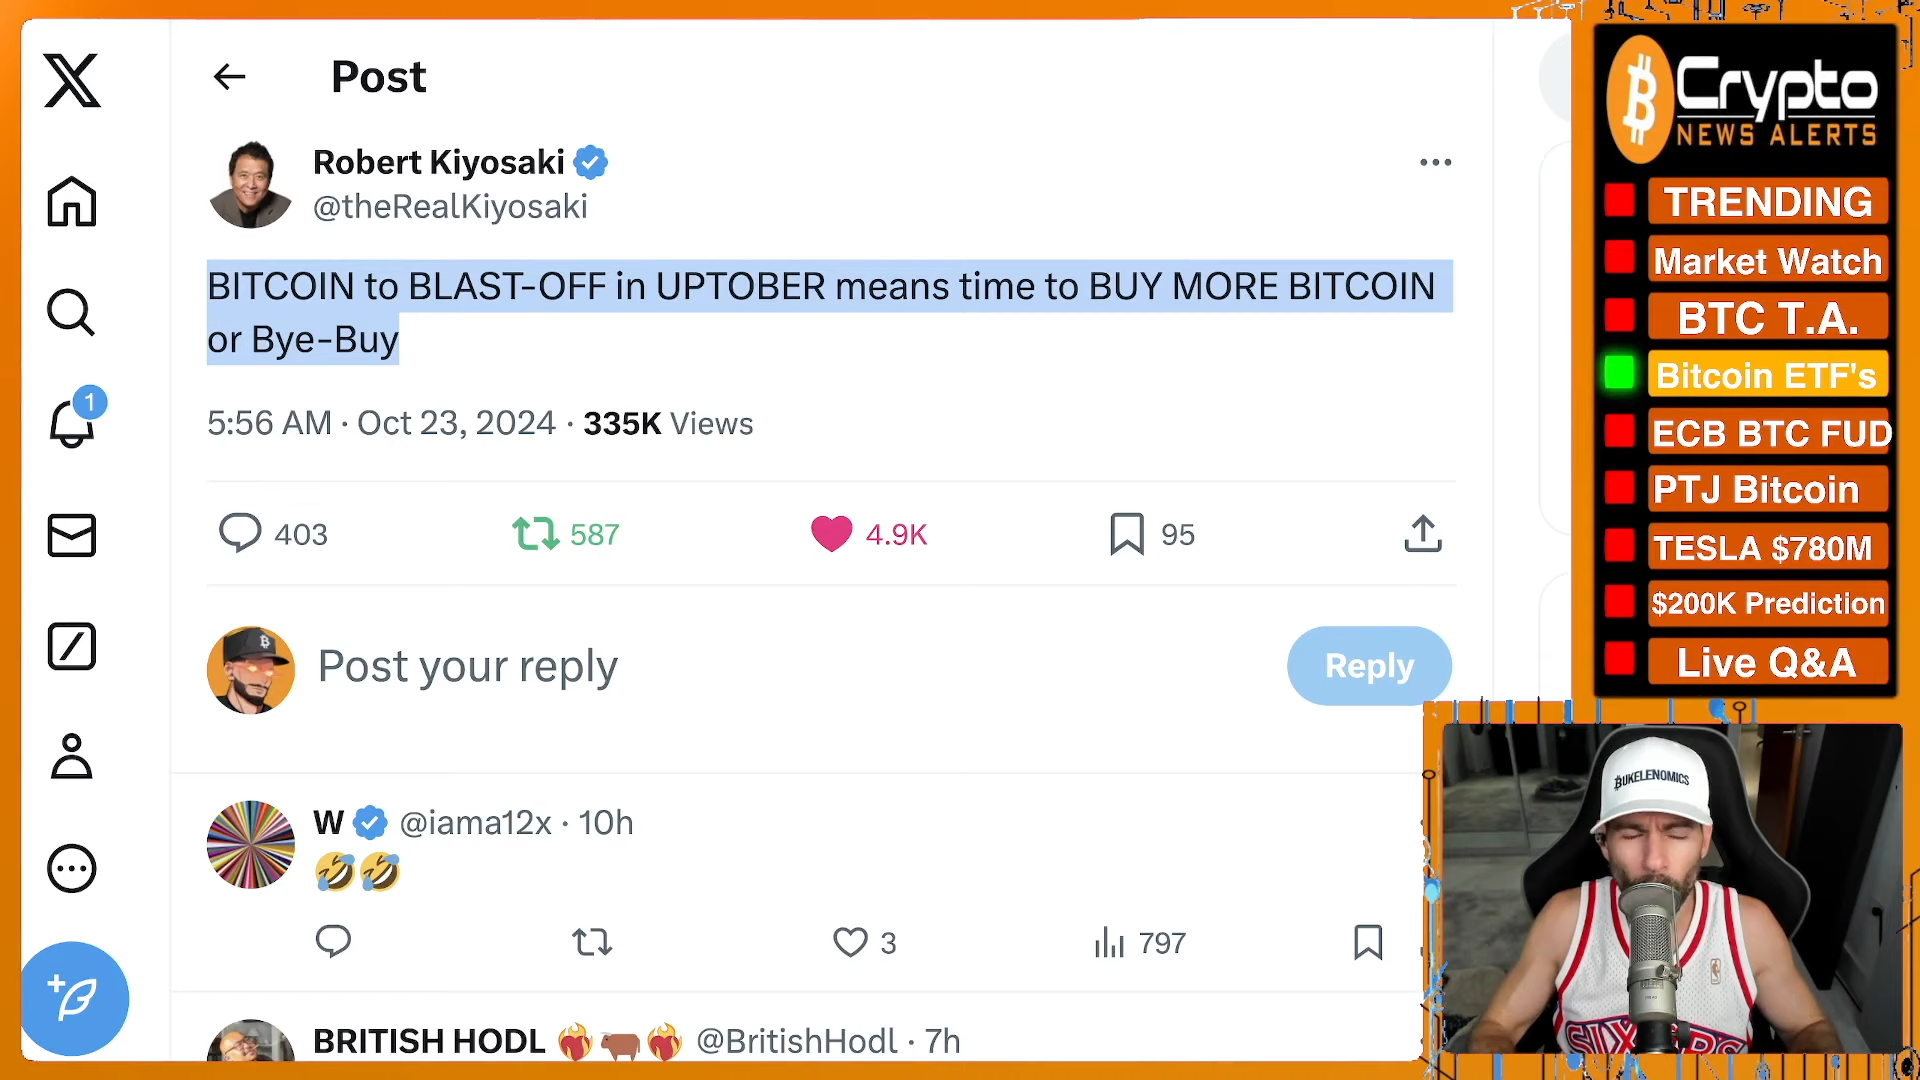 Post
Robert Kiyosaki
@theRealKiyosaki
BITCOIN to BLAST-OFF in UPTOBER means time to BUY MORE BITCOIN
or Bye-Buy
5:56 AM · Oct 23, 2024 · 335K Views
403 587 4.9K 95
Post your reply
Reply
W @iama12x · 10h
3 797
BRITISH HODL @BritishHodl · 7h
1
Crypto
NEWS ALERTS
TRENDING
Market Watch
BTC T.A.
Bitcoin ETF's
ECB BTC FUD
PTJ Bitcoin
TESLA $780M
$200K Prediction
Live Q&A
BUKELENOMICS
SIXERS